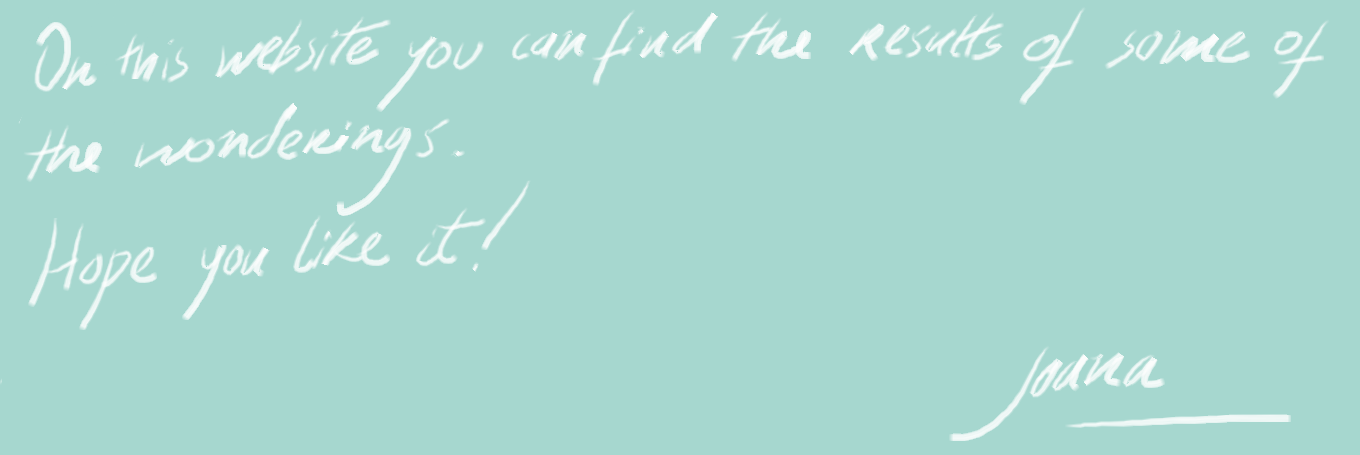 On this website you can find the results of some of
the wonderings.
Hope you like it!
Joana